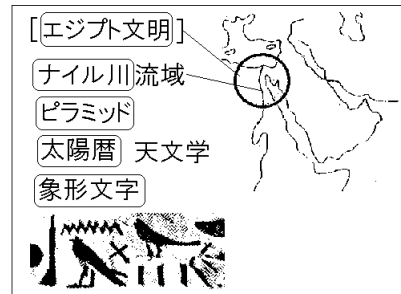 [エジプト文明]
ナイル川流域
ピラミッド
太陽暦 天文学
象形文字